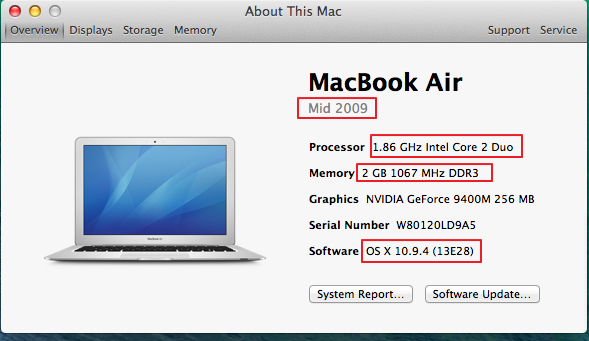 About This Mac
Overview Displays Storage Memory Support Service
MacBook Air
Mid 2009
Processor 1.86 GHz Intel Core 2 Duo
Memory 2 GB 1067 MHz DDR3
Graphics NVIDIA GeForce 9400M 256 MB
Serial Number W80120LD9A5
Software OS X 10.9.4 (13E28)
System Report... Software Update...